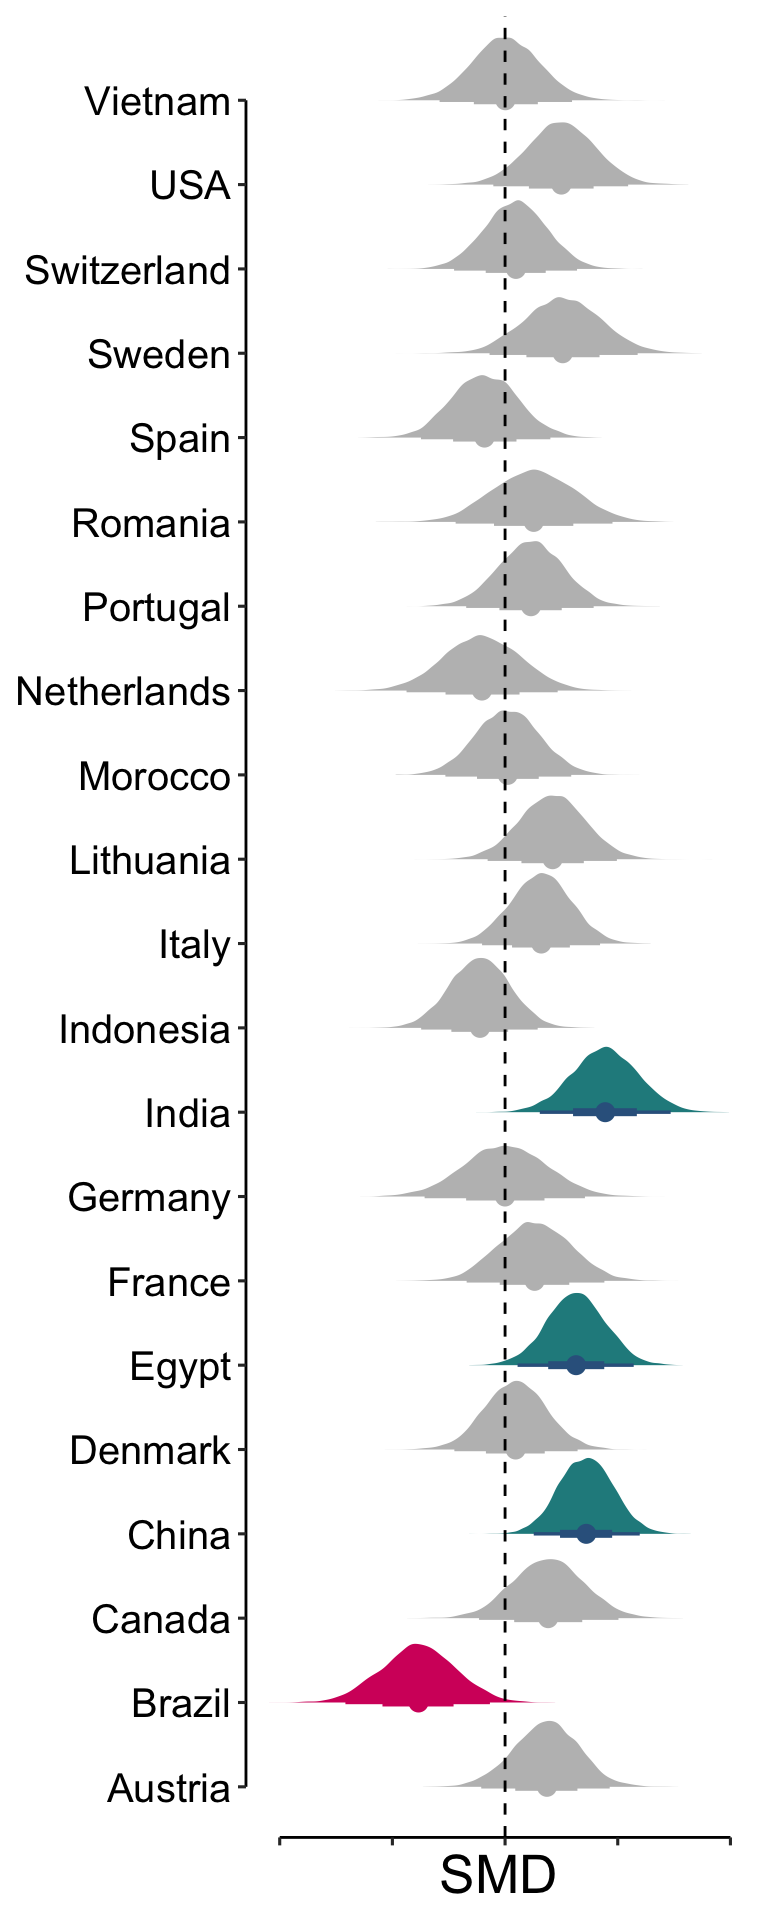 Vietnam
USA
Switzerland
Sweden
Spain
Romania
Portugal
Netherlands
Morocco
Lithuania
Italy
Indonesia
India
Germany
France
Egypt
Denmark
China
Canada
Brazil
Austria
SMD